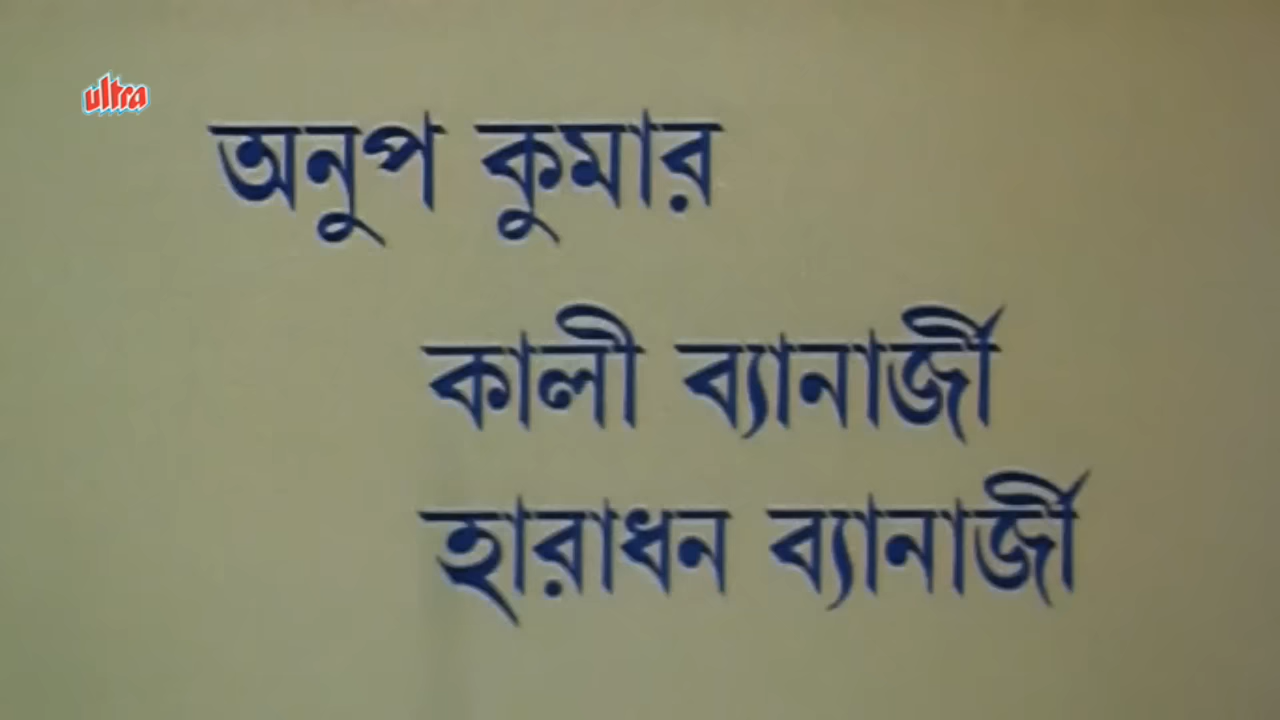 ultra
অনুপ কুমার
কালী ব্যানার্জী
হারাধন ব্যানার্জী